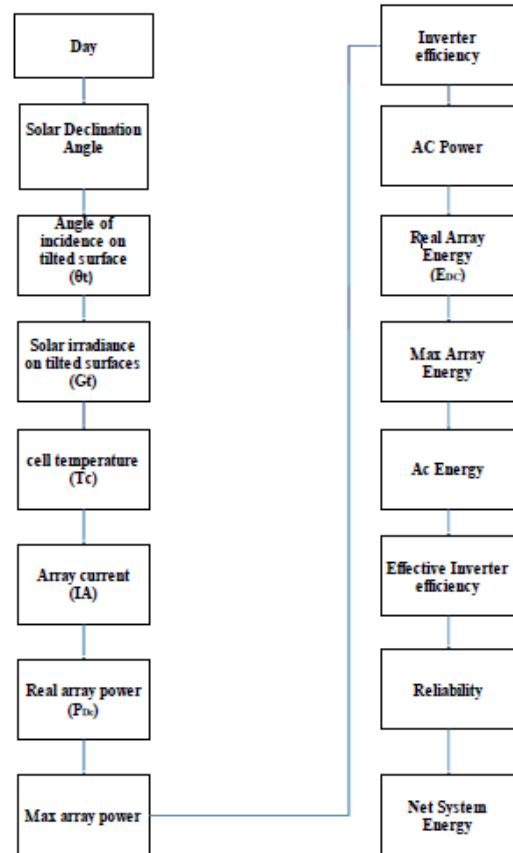 Day
Solar Declination
Angle
Angle of
incidence on
tilted surface
(θt)
Solar irradiance
on tilted surfaces
(Gt)
cell temperature
(Tc)
Array current
(IA)
Real array power
(PDc)
Max array power
Inverter
efficiency
AC Power
Real Array
Energy
(EDC)
Max Array
Energy
Ac Energy
Effective Inverter
efficiency
Reliability
Net System
Energy